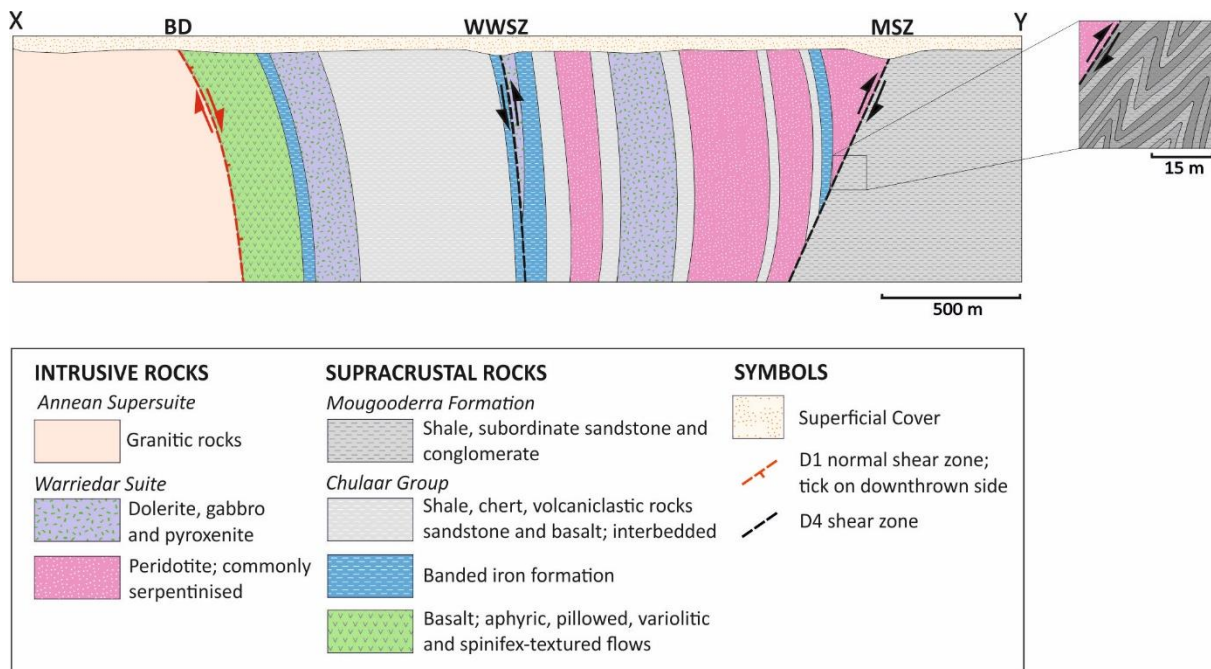 X
BD
WWSZ
MSZ
Y
15 m
500 m
INTRUSIVE ROCKS
Annean Supersuite
Granitic rocks
Warriedar Suite
Dolerite, gabbro
and pyroxenite
Peridotite; commonly
serpentinised
SUPRACRUSTAL ROCKS
Mougooderra Formation
Shale, subordinate sandstone and
conglomerate
Chulaar Group
Shale, chert, volcaniclastic rocks
sandstone and basalt; interbedded
Banded iron formation
Basalt; aphyric, pillowed, variolitic
and spinifex-textured flows
SYMBOLS
Superficial Cover
D1 normal shear zone;
tick on downthrown side
D4 shear zone